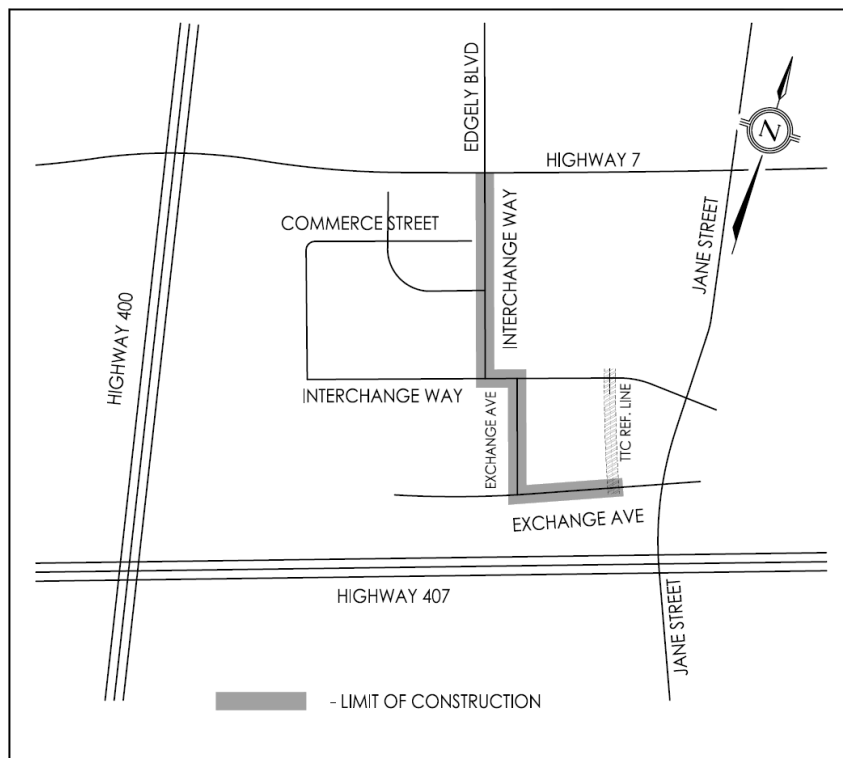 EDGELY BLVD
HIGHWAY 7
N
COMMERCE STREET
INTERCHANGE WAY
JANE STREET
HIGHWAY 400
INTERCHANGE WAY
EXCHANGE AVE
TTC REF. LINE
EXCHANGE AVE
HIGHWAY 407
JANE STREET
- LIMIT OF CONSTRUCTION